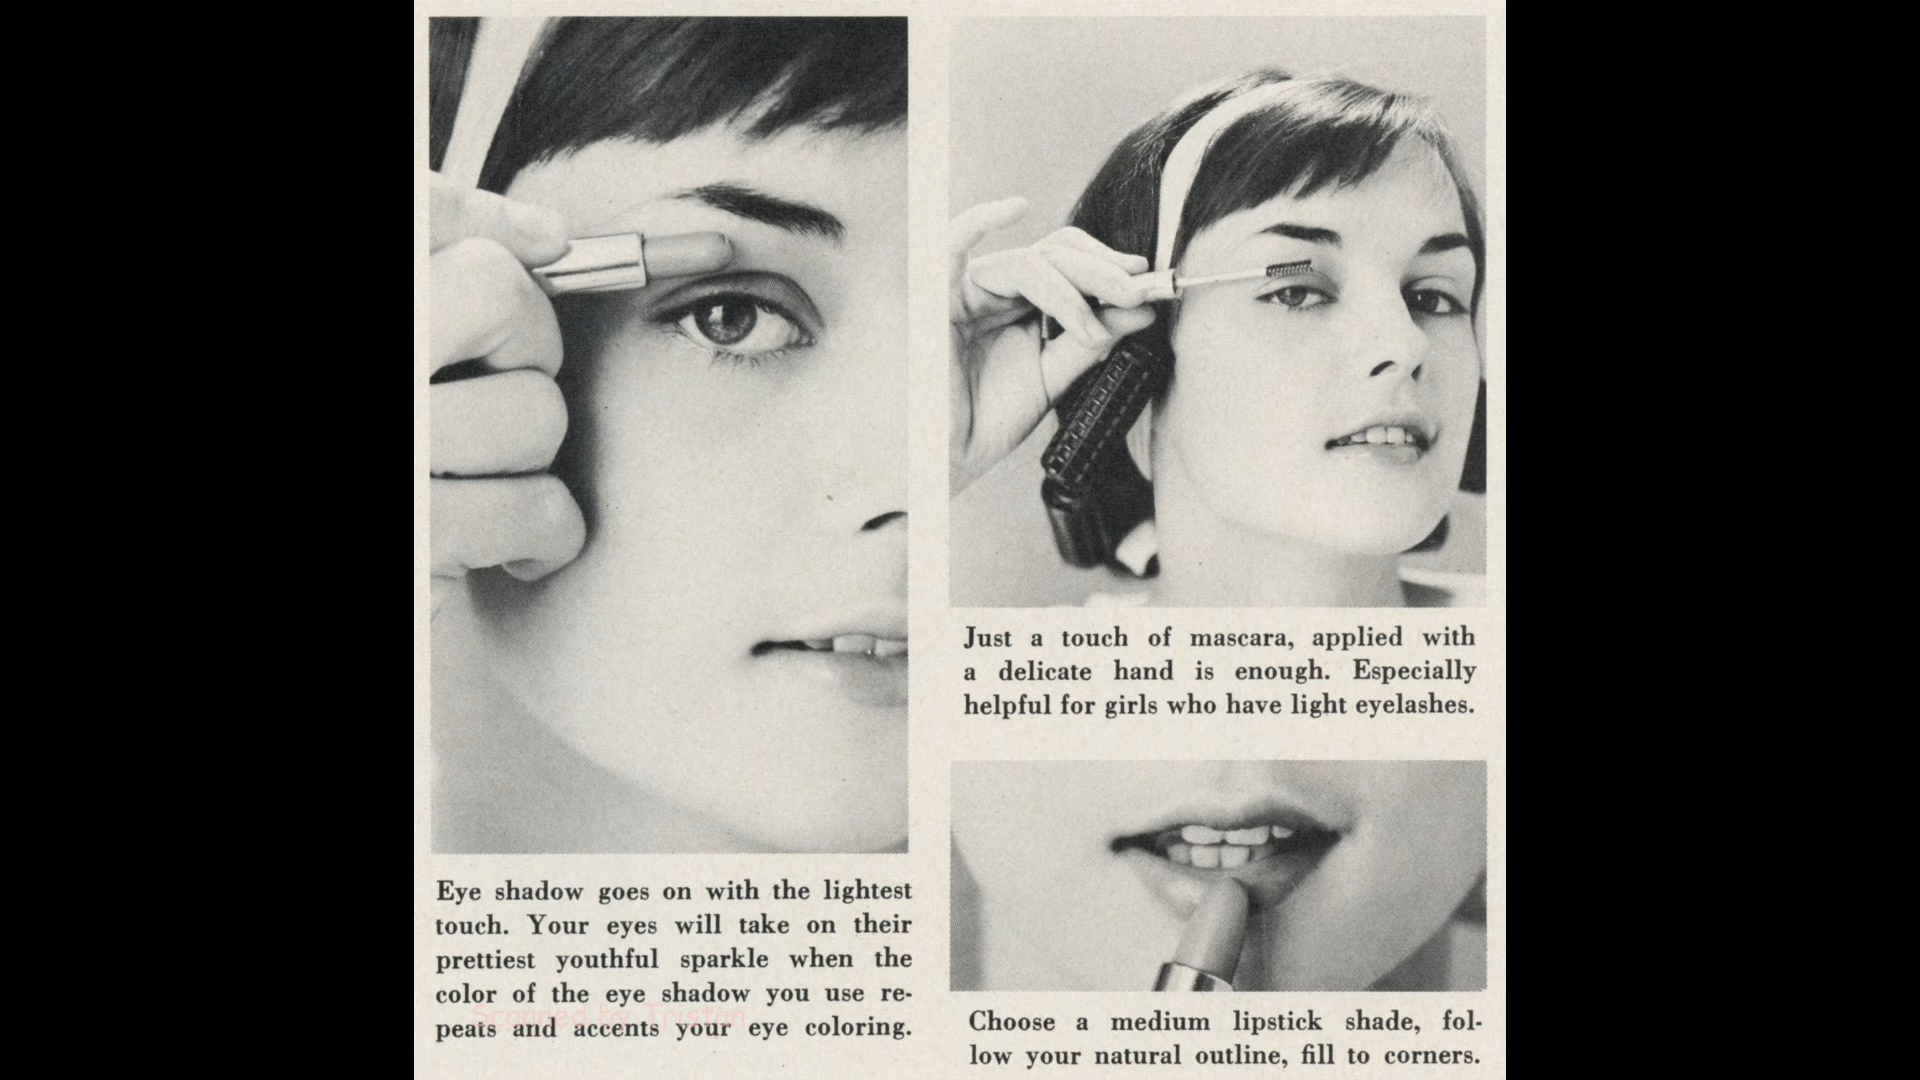 Eye shadow goes on with the lightest
touch. Your eyes will take on their
prettiest youthful sparkle when the
color of the eye shadow you use re-
peats and accents your eye coloring.
Scanned by Tristan
Just a touch of mascara, applied with
a delicate hand is enough. Especially
helpful for girls who have light eyelashes.
Choose a medium lipstick shade, fol-
low your natural outline, fill to corners.